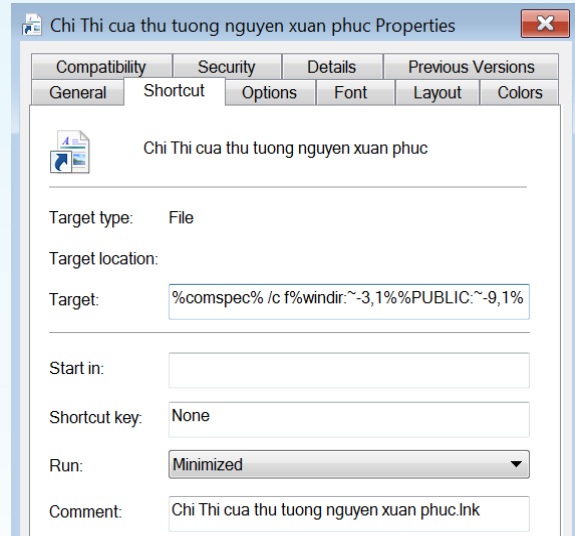 Chi Thi cua thu tuong nguyen xuan phuc Properties
Compatibility Security Details Previous Versions
General Shortcut Options Font Layout Colors
Chi Thi cua thu tuong nguyen xuan phuc
Target type: File
Target location:
Target: %comspec% /c f%windir:~-3,1%%PUBLIC:~-9,1%
Start in:
Shortcut key: None
Run: Minimized
Comment: Chi Thi cua thu tuong nguyen xuan phuc.lnk